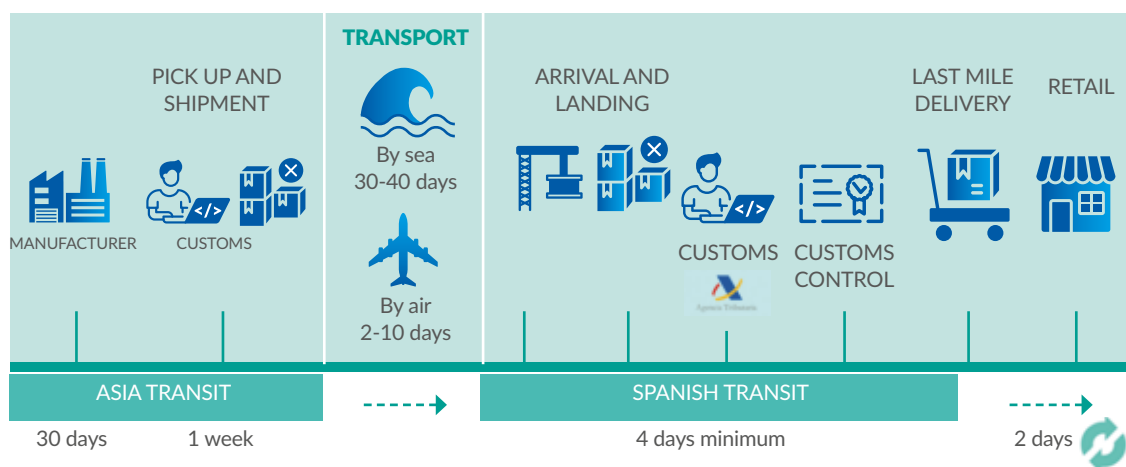 TRANSPORT
PICK UP AND
SHIPMENT
MANUFACTURER
</>
CUSTOMS
By sea
30-40 days
By air
2-10 days
ARRIVAL AND
LANDING
</>
CUSTOMS
Agencia Tributaria
CUSTOMS
CONTROL
LAST MILE
DELIVERY
RETAIL
ASIA TRANSIT
SPANISH TRANSIT
30 days
1 week
4 days minimum
2 days